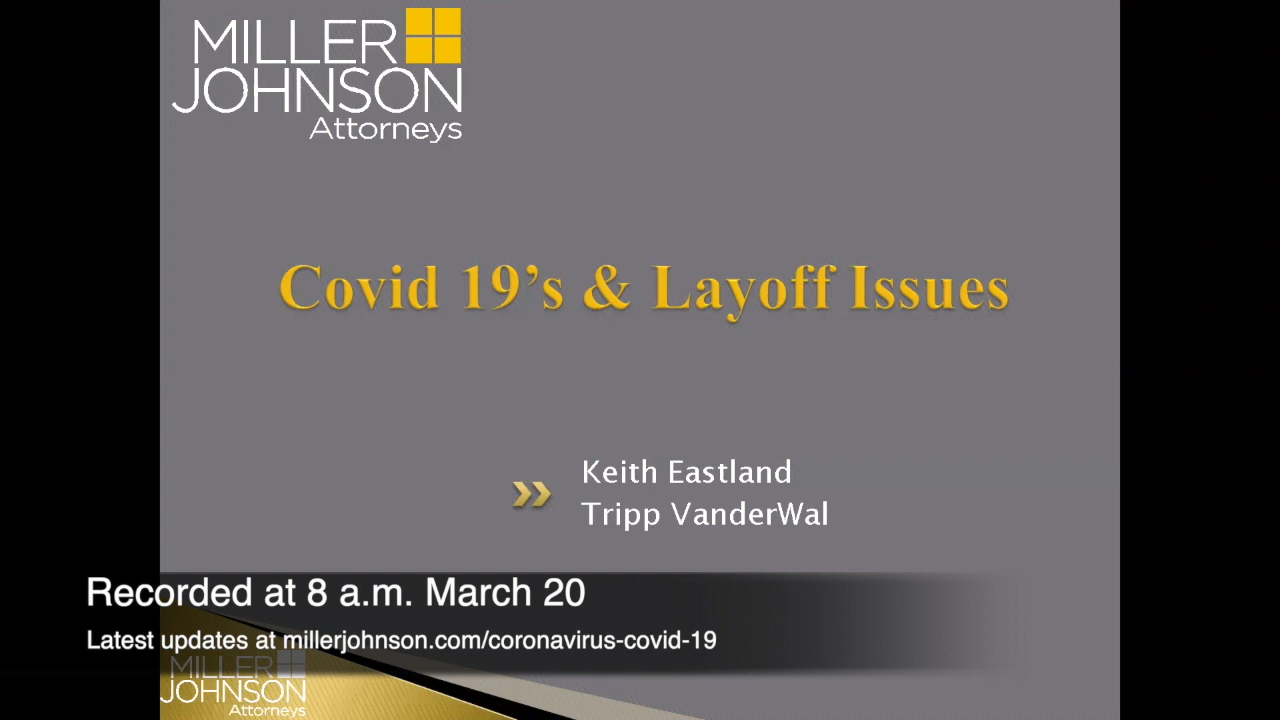 MILLER
JOHNSON
Attorneys
Covid 19’s & Layoff Issues
Keith Eastland
Tripp VanderWal
Recorded at 8 a.m. March 20
Latest updates at millerjohnson.com/coronavirus-covid-19
MILLER
JOHNSON
Attorneys